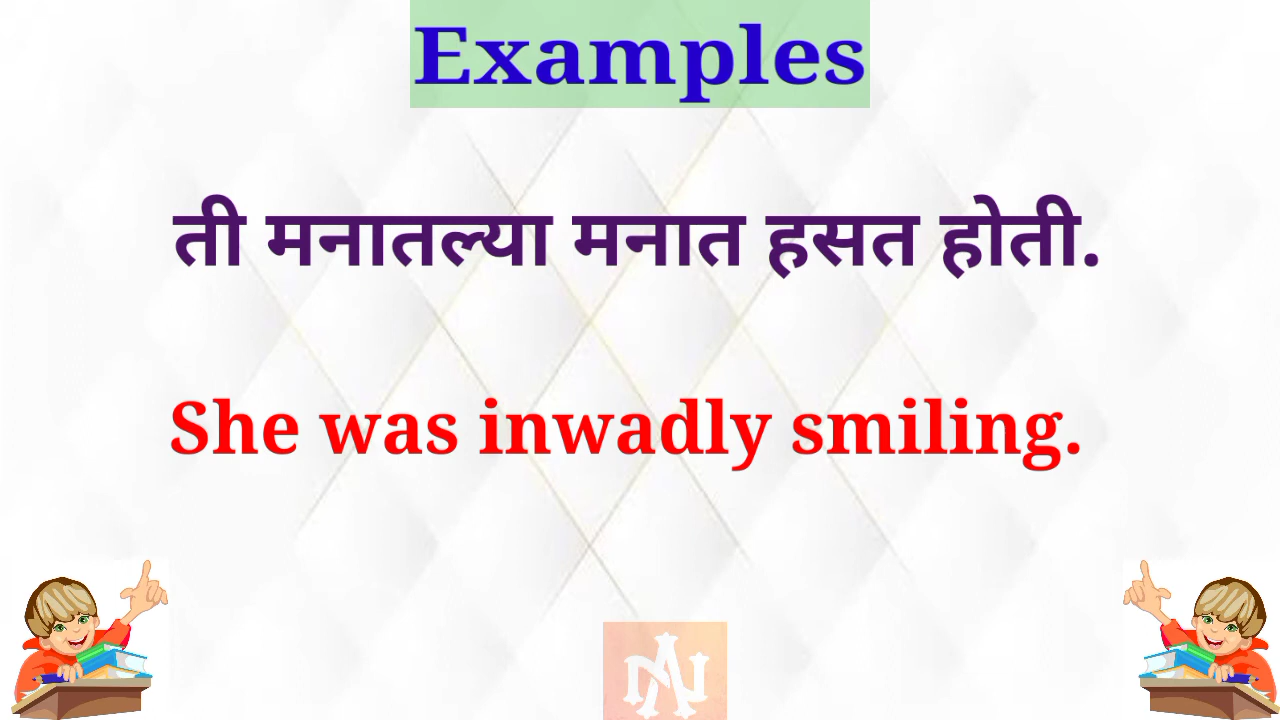 Examples
ती मनातल्या मनात हसत होती.
She was inwadly smiling.